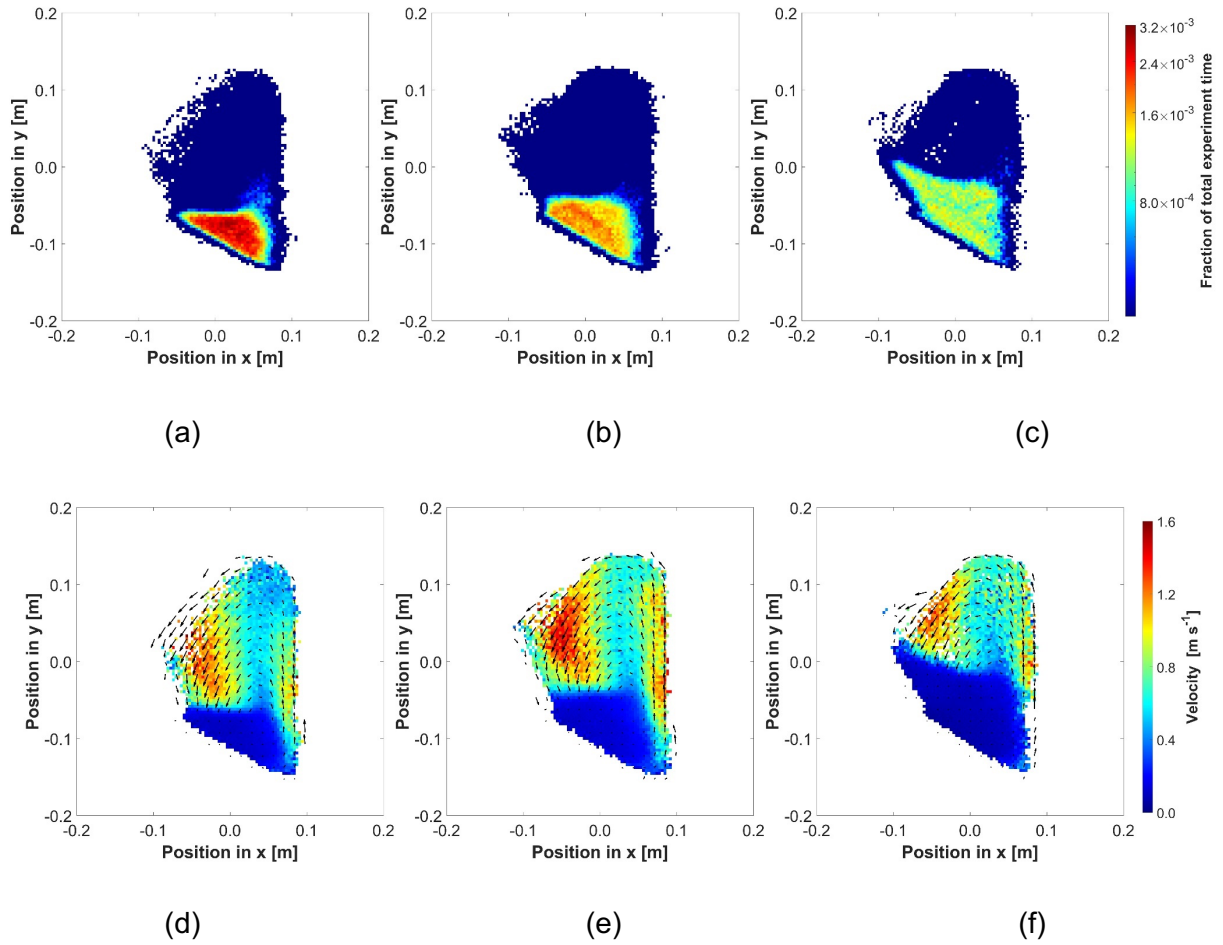 0.2
0.1
0.0
-0.1
-0.2
Position in y [m]
-0.2 -0.1 0.0 0.1 0.2
Position in x [m]
0.2
0.1
0.0
-0.1
-0.2
Position in y [m]
-0.2 -0.1 0.0 0.1 0.2
Position in x [m]
0.2
0.1
0.0
-0.1
-0.2
Position in y [m]
-0.2 -0.1 0.0 0.1 0.2
Position in x [m]
3.2×10⁻³
2.4×10⁻³
1.6×10⁻³
8.0×10⁻⁴
Fraction of total experiment time
(a) (b) (c)
0.2
0.1
0.0
-0.1
-0.2
Position in y [m]
-0.2 -0.1 0.0 0.1 0.2
Position in x [m]
0.2
0.1
0.0
-0.1
-0.2
Position in y [m]
-0.2 -0.1 0.0 0.1 0.2
Position in x [m]
0.2
0.1
0.0
-0.1
-0.2
Position in y [m]
-0.2 -0.1 0.0 0.1 0.2
Position in x [m]
1.6
1.2
0.8
0.4
0.0
Velocity [m s⁻¹]
(d) (e) (f)